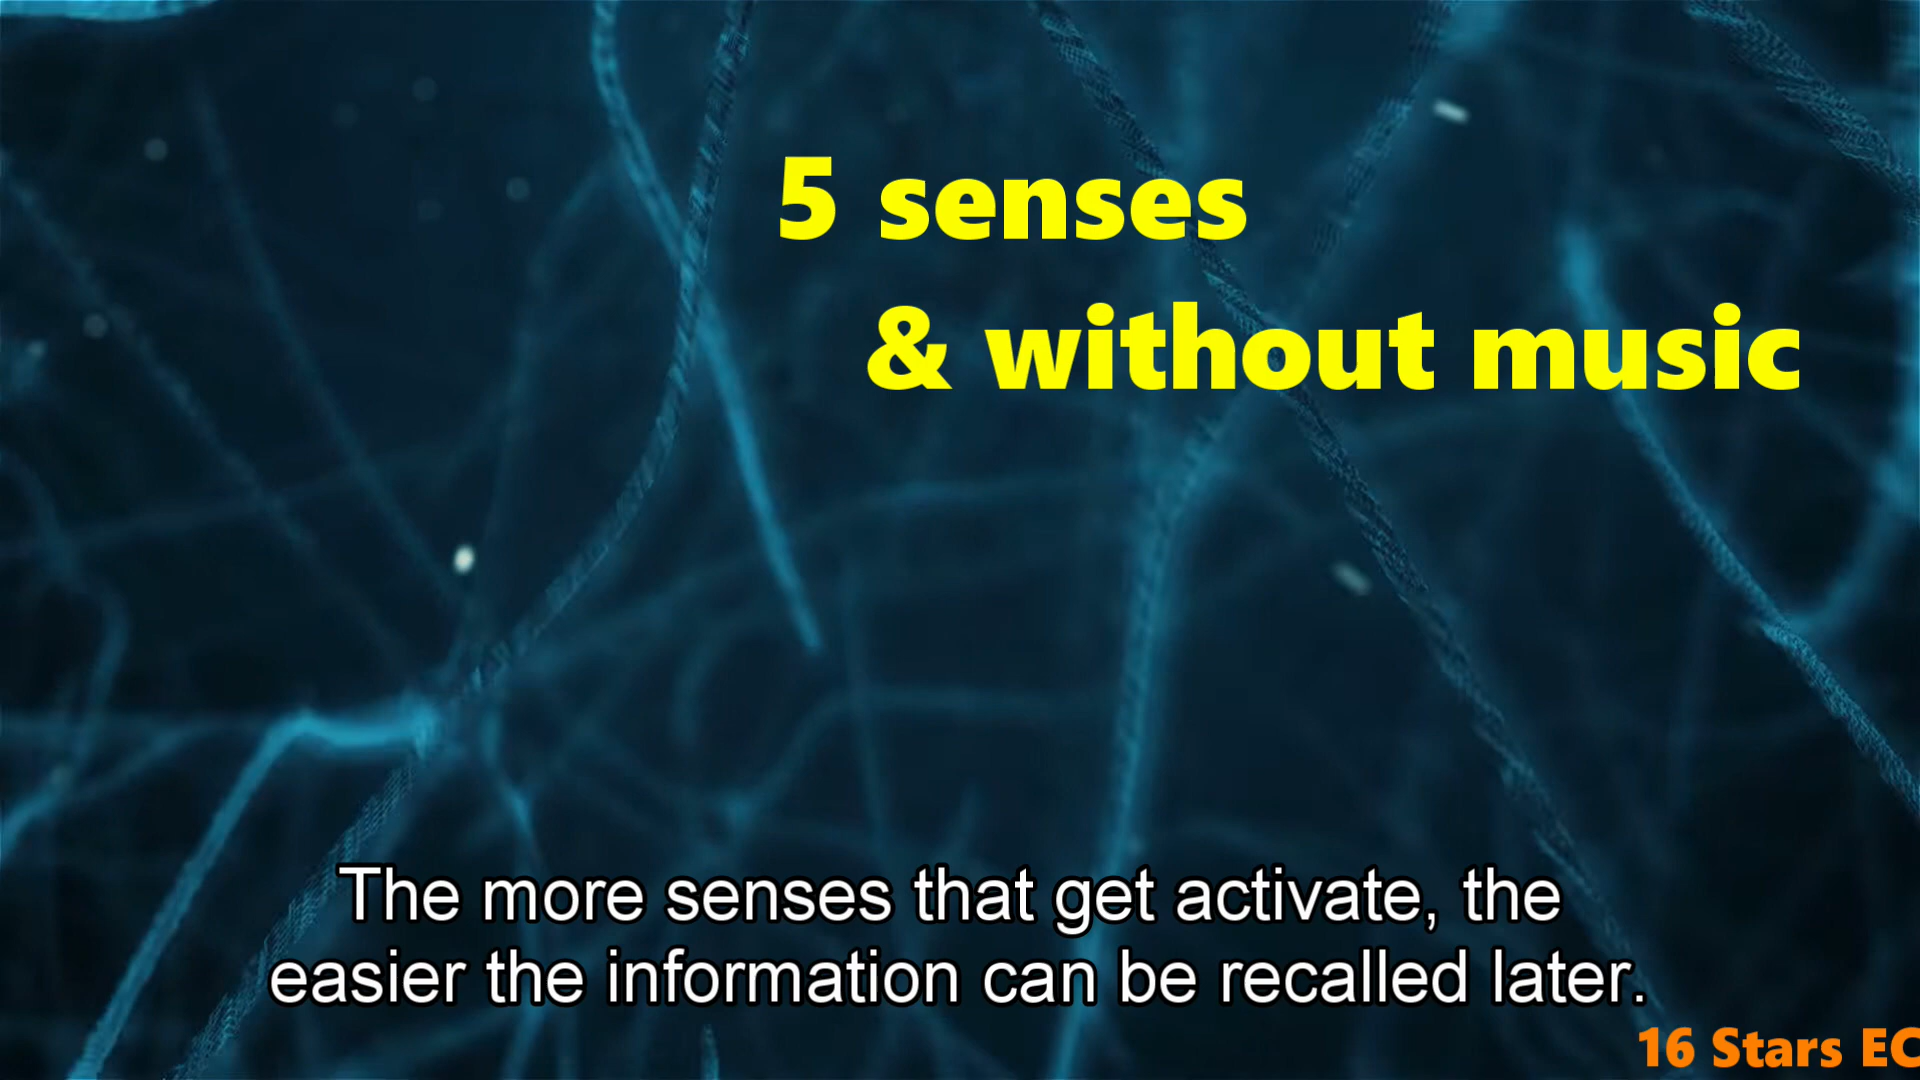 5 senses
& without music
The more senses that get activate, the
easier the information can be recalled later.
16 Stars EC